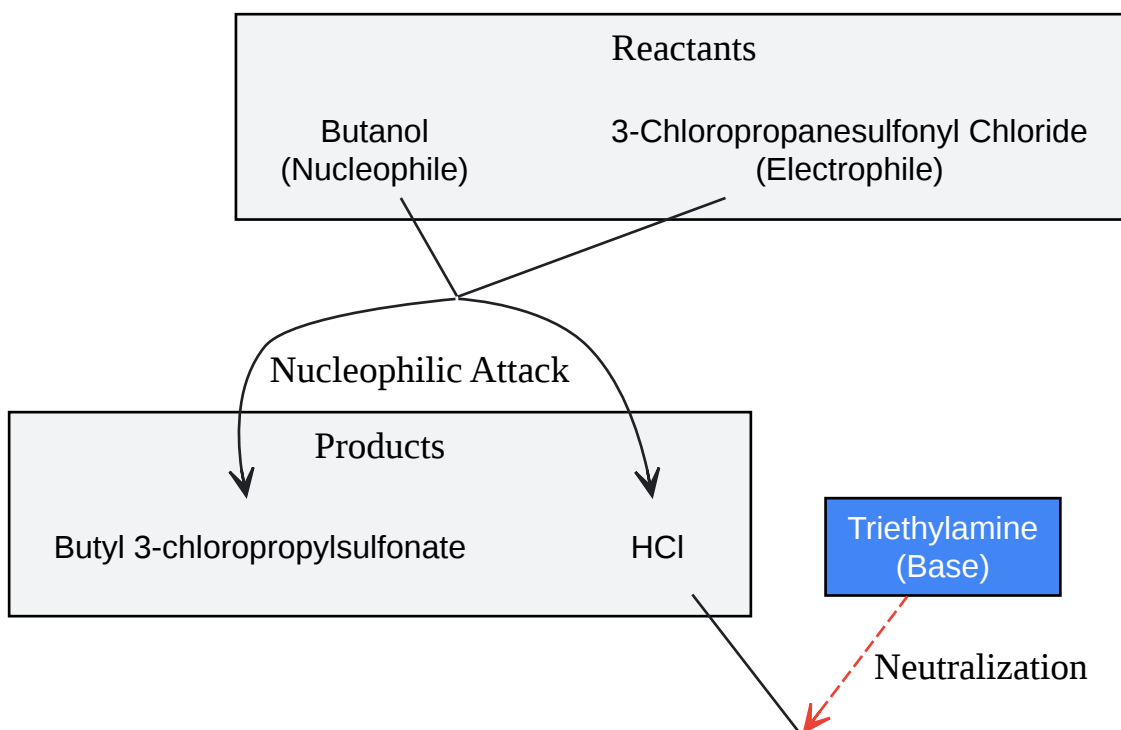 Reactants
Butanol
(Nucleophile)
3-Chloropropanesulfonyl Chloride
(Electrophile)
Nucleophilic Attack
Products
Butyl 3-chloropropylsulfonate
HCl
Triethylamine
(Base)
Neutralization